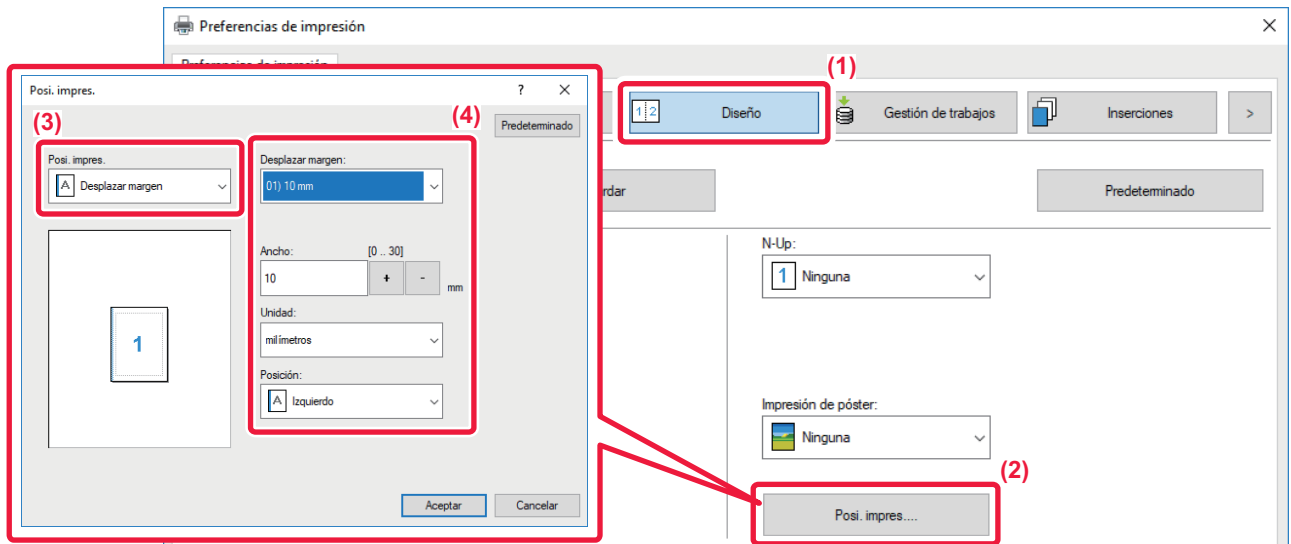 Preferencias de impresión
Preferencias de impresión
(1)
Diseño
Gestión de trabajos
Inserciones
>
Predeterminado
N-Up:
1 Ninguna
Impresión de póster:
Ninguna
(2)
Posi. impres....
Posi. impres.
?
(3)
(4)
Predeterminado
Posi. impres.
A Desplazar margen
1
Desplazar margen:
01) 10 mm
Ancho: [0 .. 30]
10 + - mm
Unidad:
milímetros
Posición:
A Izquierdo
Aceptar Cancelar